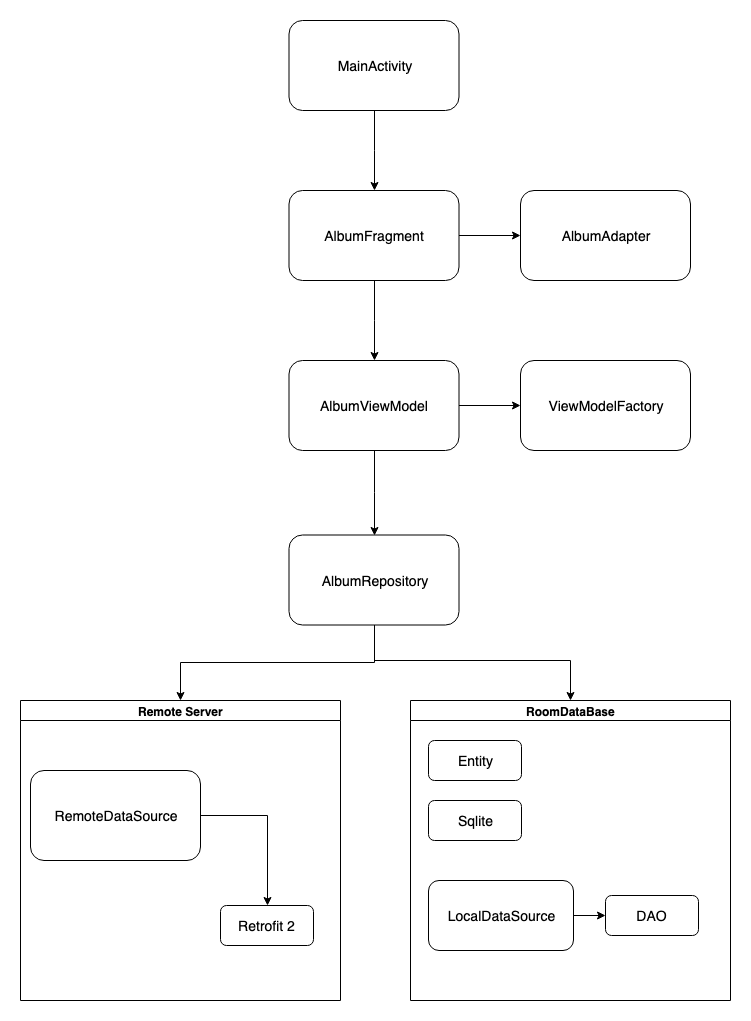 MainActivity
AlbumFragment
AlbumAdapter
AlbumViewModel
ViewModelFactory
AlbumRepository
Remote Server
RemoteDataSource
Retrofit 2
RoomDataBase
Entity
Sqlite
LocalDataSource
DAO